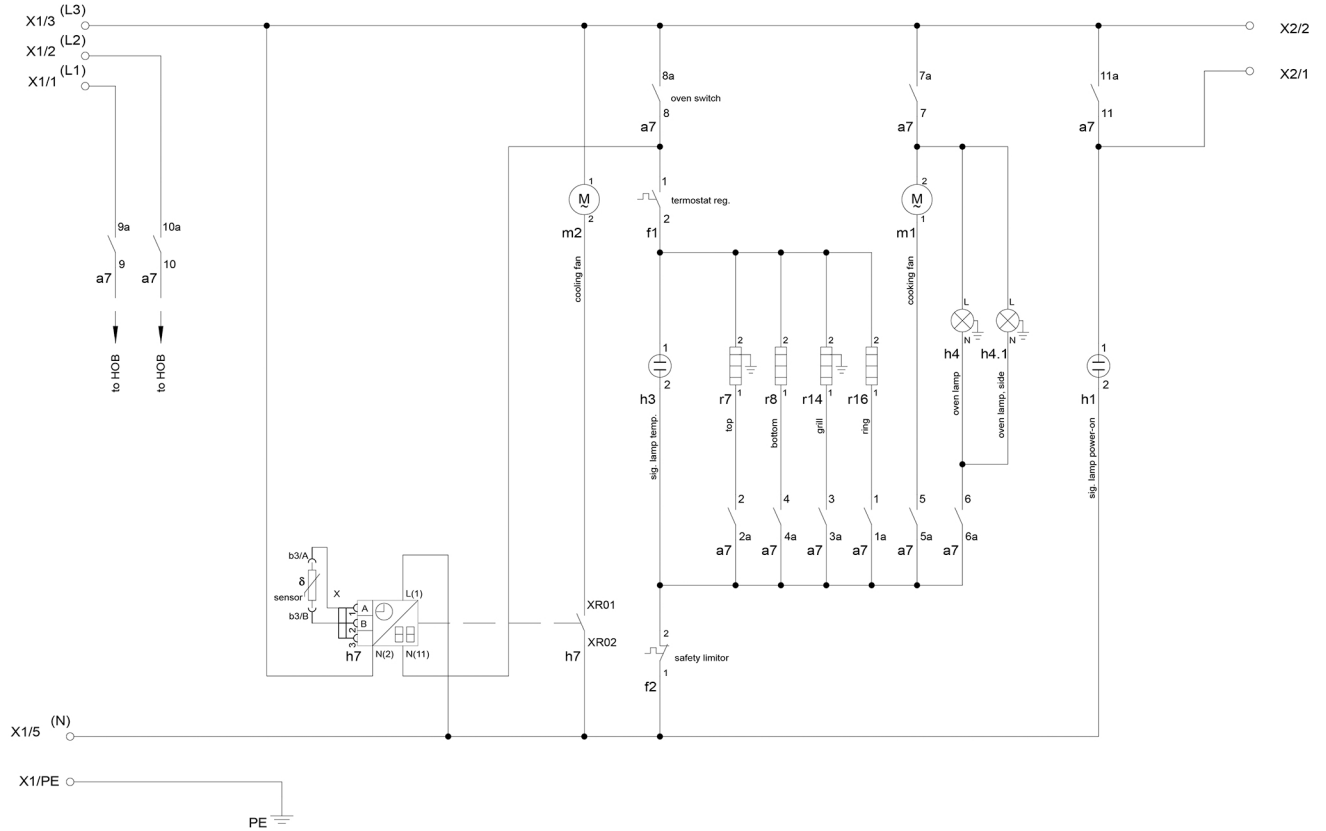 X1/3 (L3)
X1/2 (L2)
X1/1 (L1)
X2/2
X2/1
8a
oven switch
8
a7
7a
7
a7
11a
11
a7
9a
9
a7
10a
10
a7
to HOB
to HOB
1
M
~
2
m2
cooling fan
1
termostat reg.
2
f1
2
M
~
1
m1
cooking fan
L
N
h4
oven lamp
L
N
h4.1
oven lamp, side
1
2
h3
sig. lamp temp.
2
r7
1
top
2
r8
1
bottom
2
r14
1
grill
2
r16
1
ring
1
2
h1
sig. lamp power-on
2
2a
a7
4
4a
a7
3
3a
a7
1
1a
a7
5
5a
a7
6
6a
a7
b3/A
δ
sensor
b3/B
X
1
2
3
A
B
L(1)
h7
N(2)
N(11)
XR01
XR02
h7
2
safety limitor
1
f2
X1/5 (N)
X1/PE
PE